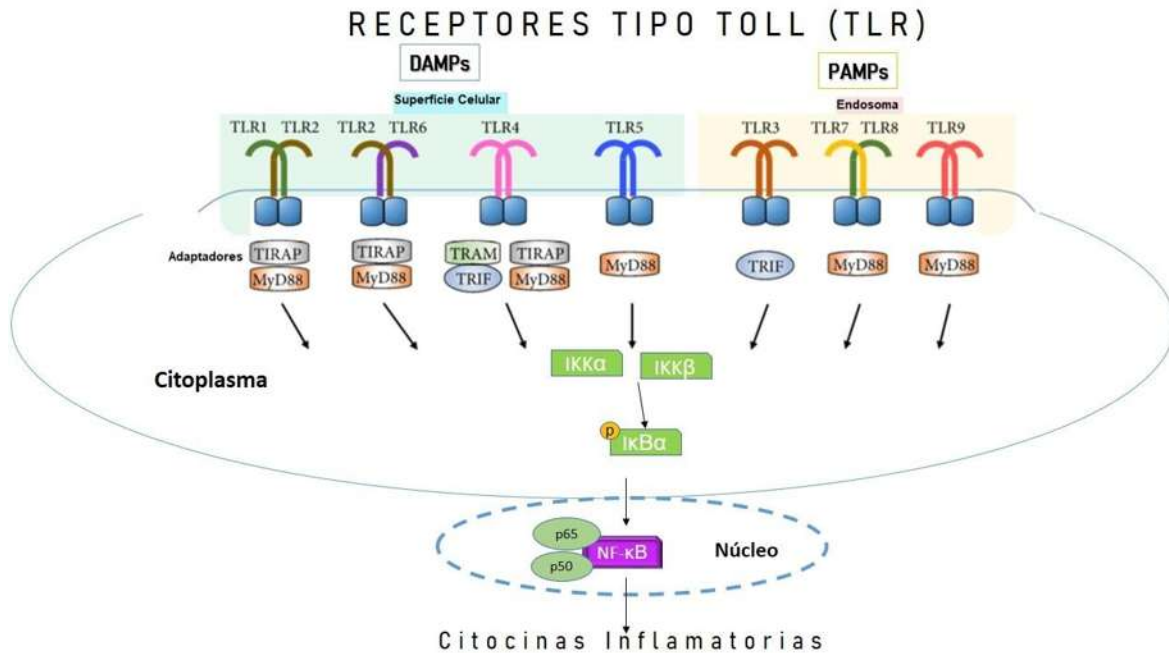 RECEPTORES TIPO TOLL (TLR)
DAMPs
PAMPs
Superficie Celular
Endosoma
TLR1 TLR2
TLR2 TLR6
TLR4
TLR5
TLR3
TLR7 TLR8
TLR9
Adaptadores
TIRAP
MyD88
TIRAP
MyD88
TRAM
TRIF
TIRAP
MyD88
MyD88
TRIF
MyD88
MyD88
IKKα
IKKβ
Citoplasma
p
IκBα
p65
p50
NF-κB
Núcleo
Citocinas Inflamatorias